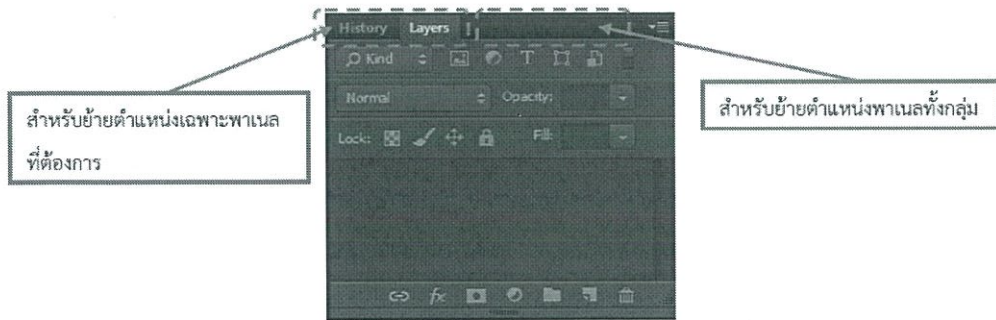 History Layers
Kind
T
Normal Opacity:
Lock: Fill:
fx
สำหรับย้ายตำแหน่งเฉพาะพาเนล
ที่ต้องการ
สำหรับย้ายตำแหน่งพาเนลทั้งกลุ่ม